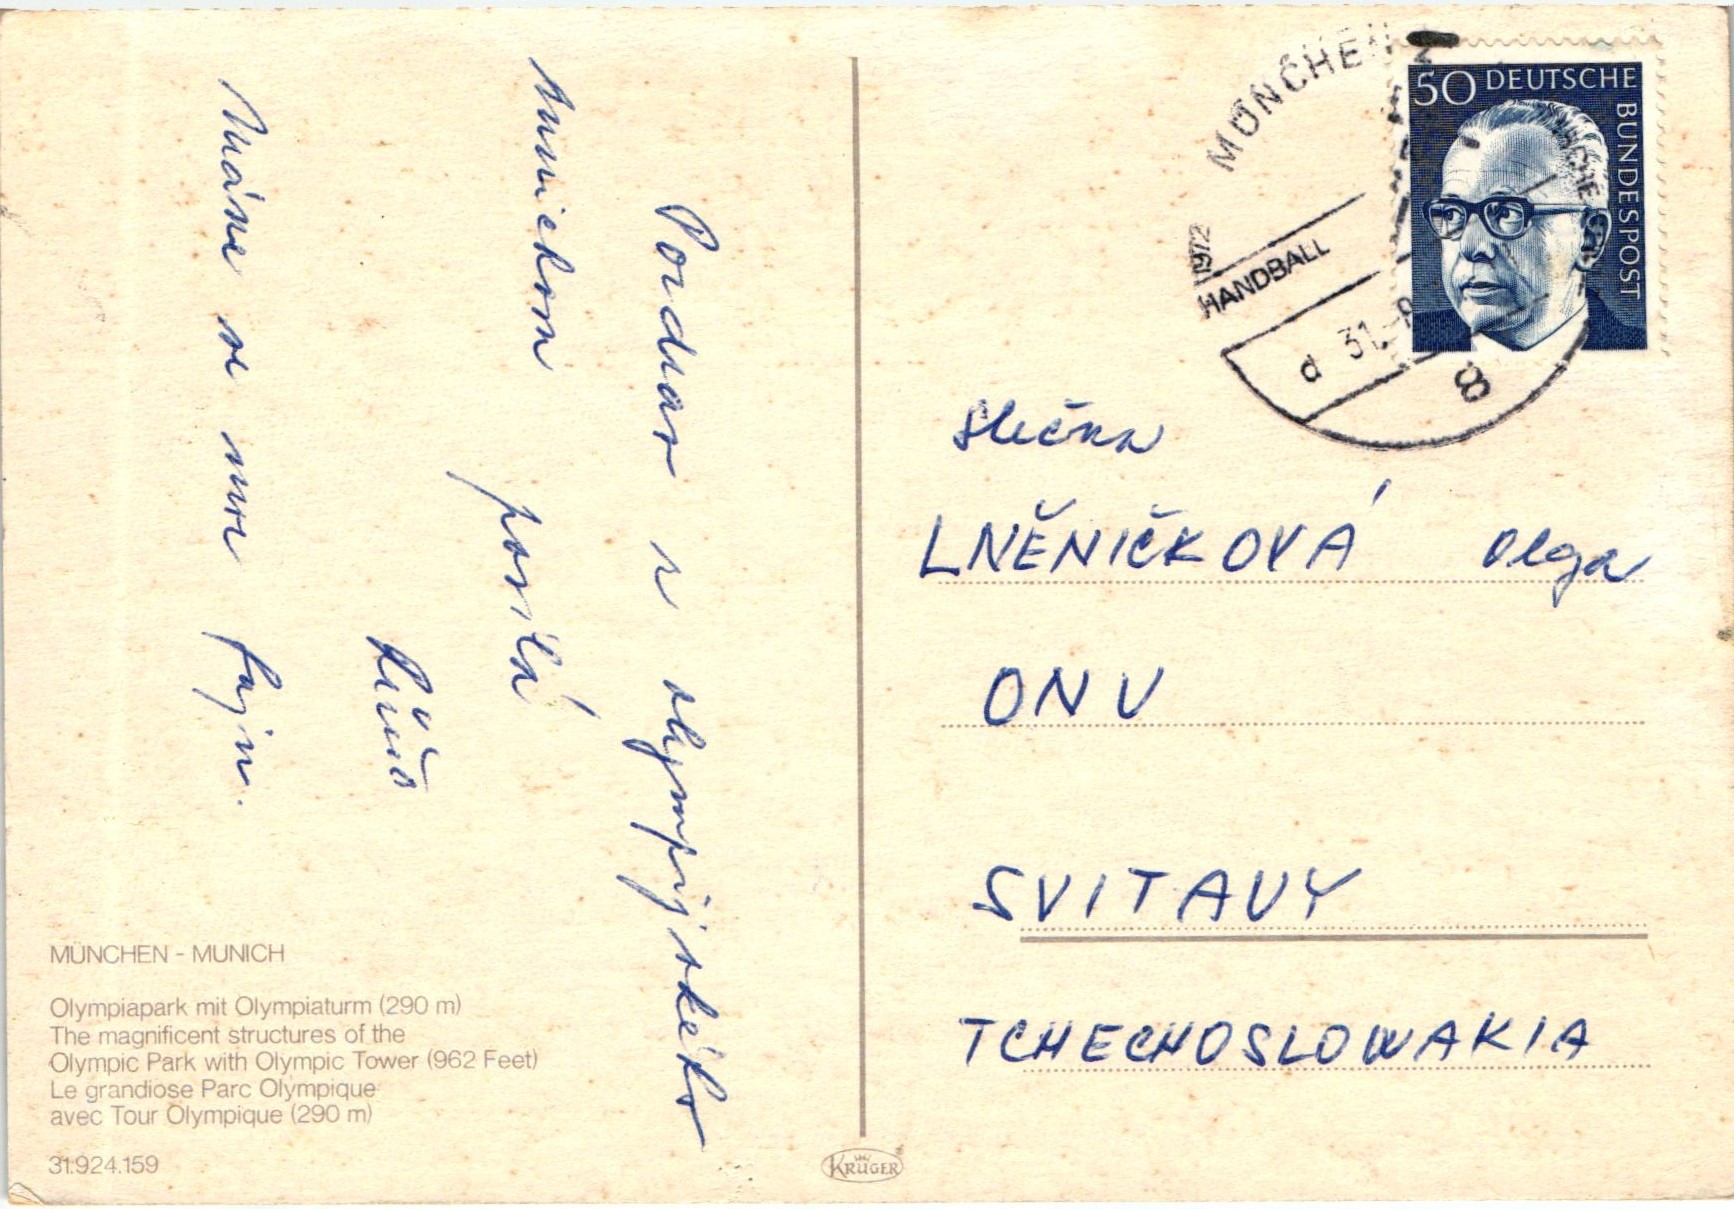 Pozdrav z olympijského
Mnichova
posílá
Máme se moc fajn.
MÜNCHEN - MUNICH
Olympiapark mit Olympiaturm (290 m)
The magnificent structures of the
Olympic Park with Olympic Tower (962 Feet)
Le grandiose Parc Olympique
avec Tour Olympique (290 m)
31.924.159
KRÜGER
MÜNCHEN
1972
HANDBALL
d 31.-8
8
50 DEUTSCHE
BUNDESPOST
Slečna
LNĚNIČKOVÁ Olga
ONV
SVITAVY
TCHECHOSLOWAKIA